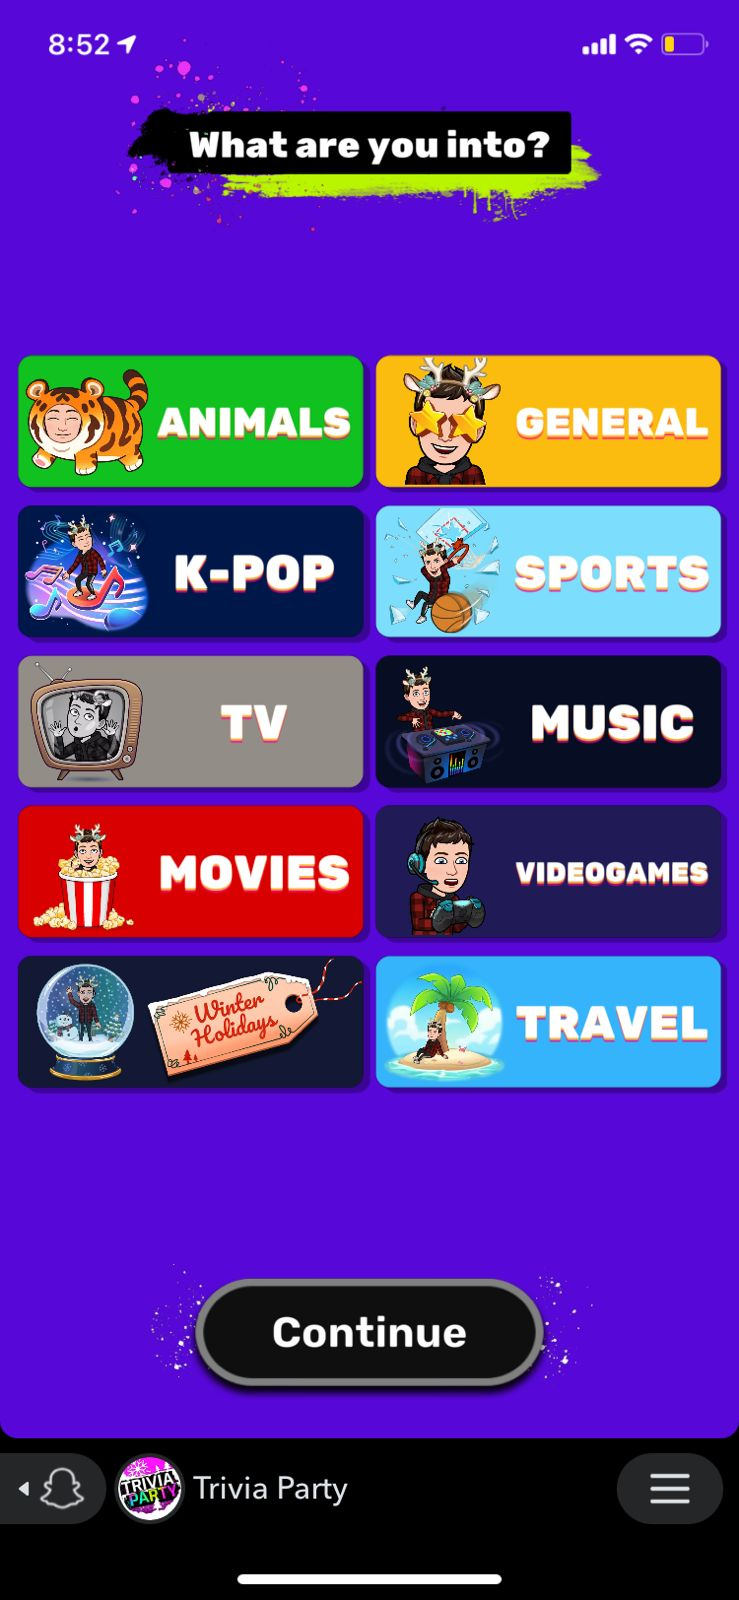 8:52
What are you into?
ANIMALS
GENERAL
K-POP
SPORTS
TV
MUSIC
MOVIES
VIDEOGAMES
Winter
Holidays
TRAVEL
Continue
TRIVIA
PARTY
Trivia Party